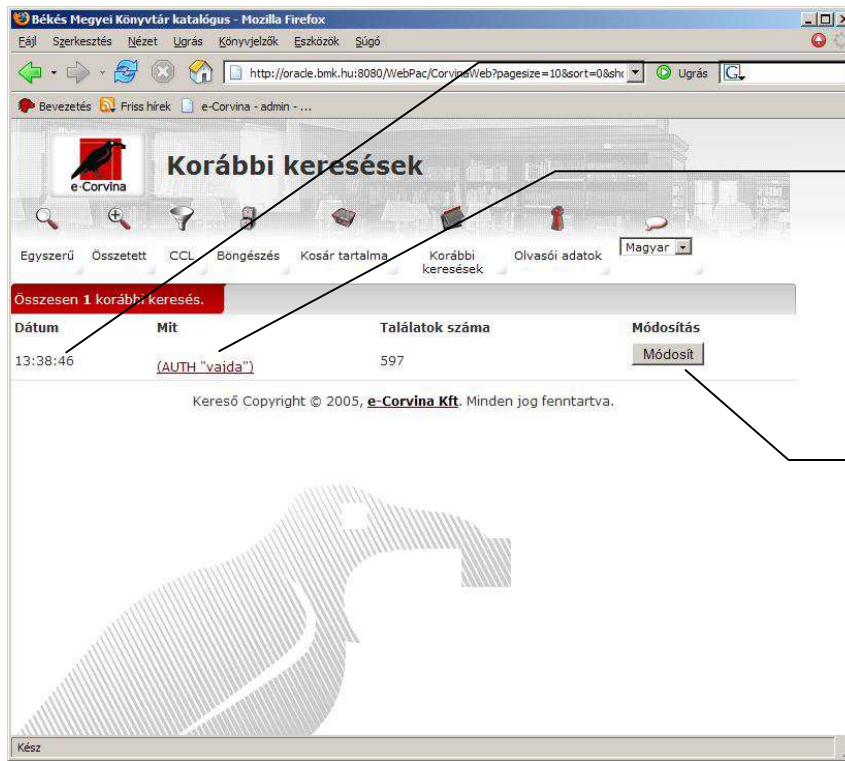 Békés Megyei Könyvtár katalógus - Mozilla Firefox
Fájl Szerkesztés Nézet Ugrás Könyvjelzők Eszközök Súgó
http://oracle.bmk.hu:8080/WebPac/CorvinaWeb?pagesize=10&sort=0&sho Ugrás G
Bevezetés Friss hírek e-Corvina - admin - ...
e-Corvina
Korábbi keresések
Egyszerű Összetett CCL Böngészés Kosár tartalma Korábbi keresések Olvasói adatok Magyar
Összesen 1 korábbi keresés.
Dátum Mit Találatok száma Módosítás
13:38:46 (AUTH "vajda") 597 Módosít
Kereső Copyright © 2005, e-Corvina Kft. Minden jog fenntartva.
Kész